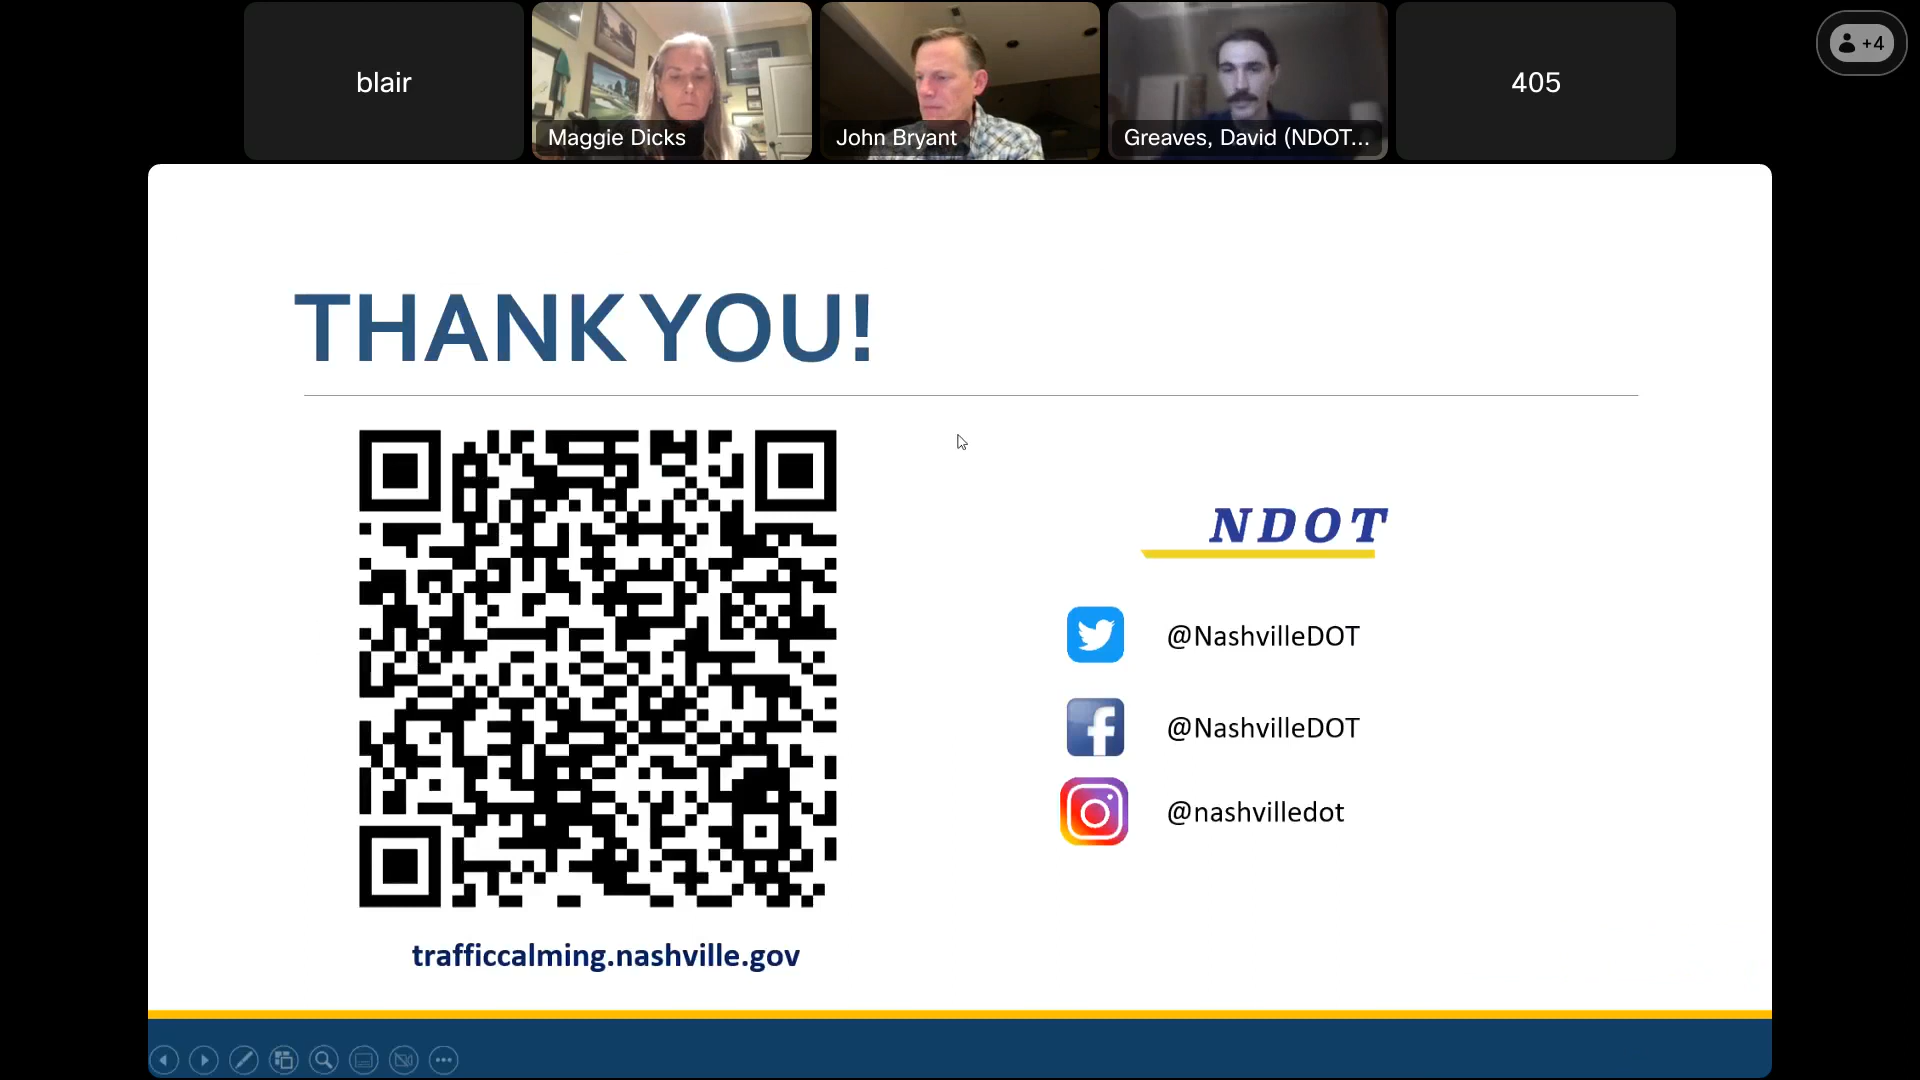 blair
Maggie Dicks
John Bryant
Greaves, David (NDOT...
405
+4
THANK YOU!
NDOT
@NashvilleDOT
@NashvilleDOT
@nashvilledot
trafficcalming.nashville.gov